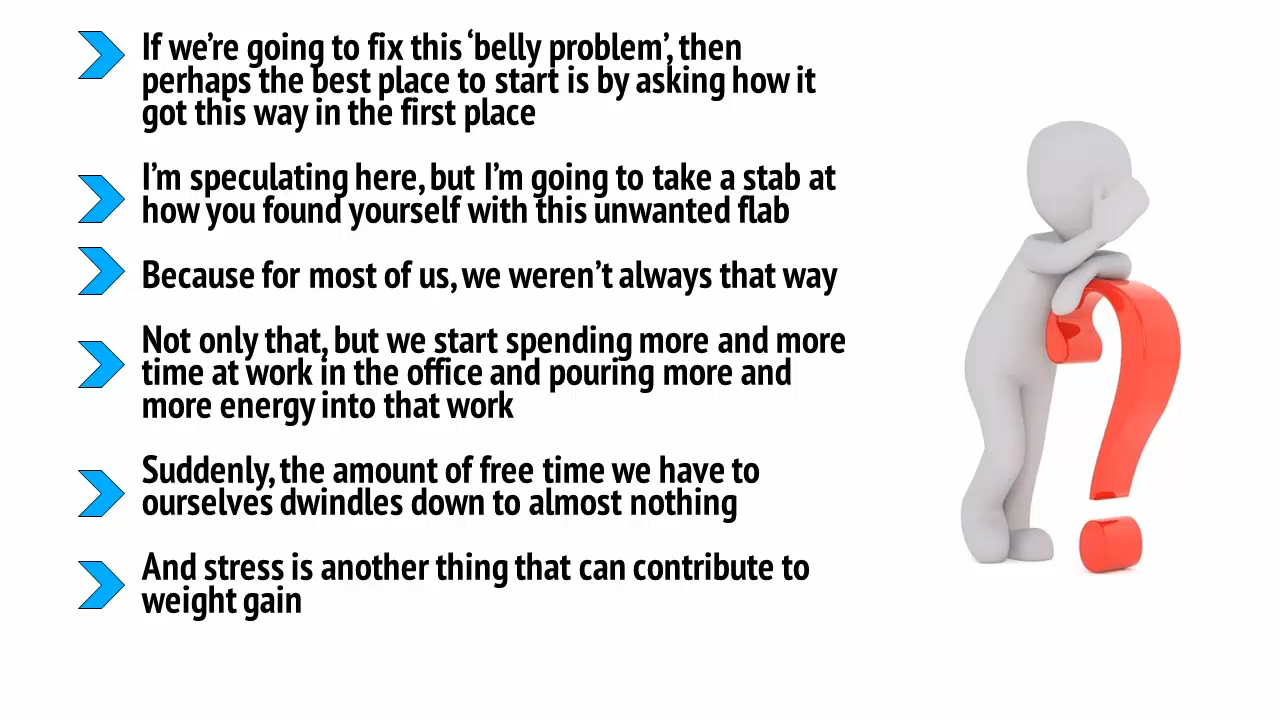 If we’re going to fix this ‘belly problem’, then
perhaps the best place to start is by asking how it
got this way in the first place
I’m speculating here, but I’m going to take a stab at
how you found yourself with this unwanted flab
Because for most of us, we weren’t always that way
Not only that, but we start spending more and more
time at work in the office and pouring more and
more energy into that work
Suddenly, the amount of free time we have to
ourselves dwindles down to almost nothing
And stress is another thing that can contribute to
weight gain